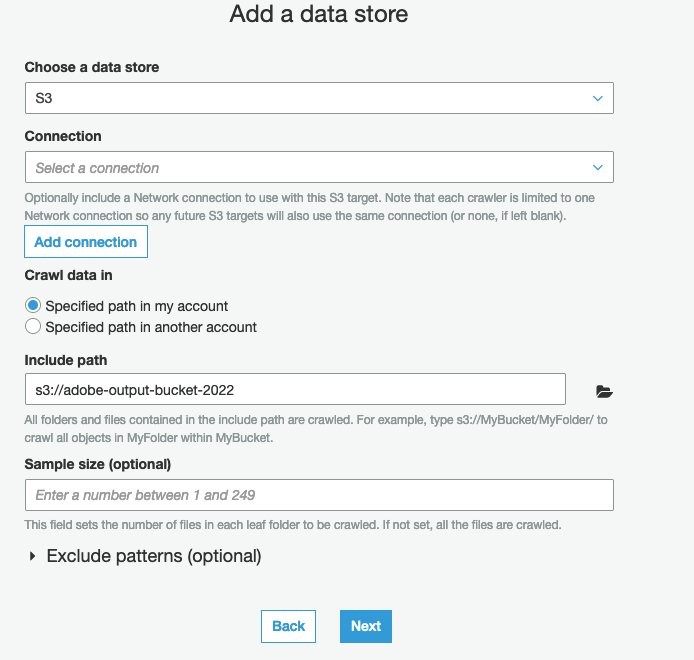 Add a data store
Choose a data store
S3
Connection
Select a connection
Optionally include a Network connection to use with this S3 target. Note that each crawler is limited to one
Network connection so any future S3 targets will also use the same connection (or none, if left blank).
Add connection
Crawl data in
Specified path in my account
Specified path in another account
Include path
s3://adobe-output-bucket-2022
All folders and files contained in the include path are crawled. For example, type s3://MyBucket/MyFolder/ to
crawl all objects in MyFolder within MyBucket.
Sample size (optional)
Enter a number between 1 and 249
This field sets the number of files in each leaf folder to be crawled. If not set, all the files are crawled.
Exclude patterns (optional)
Back Next